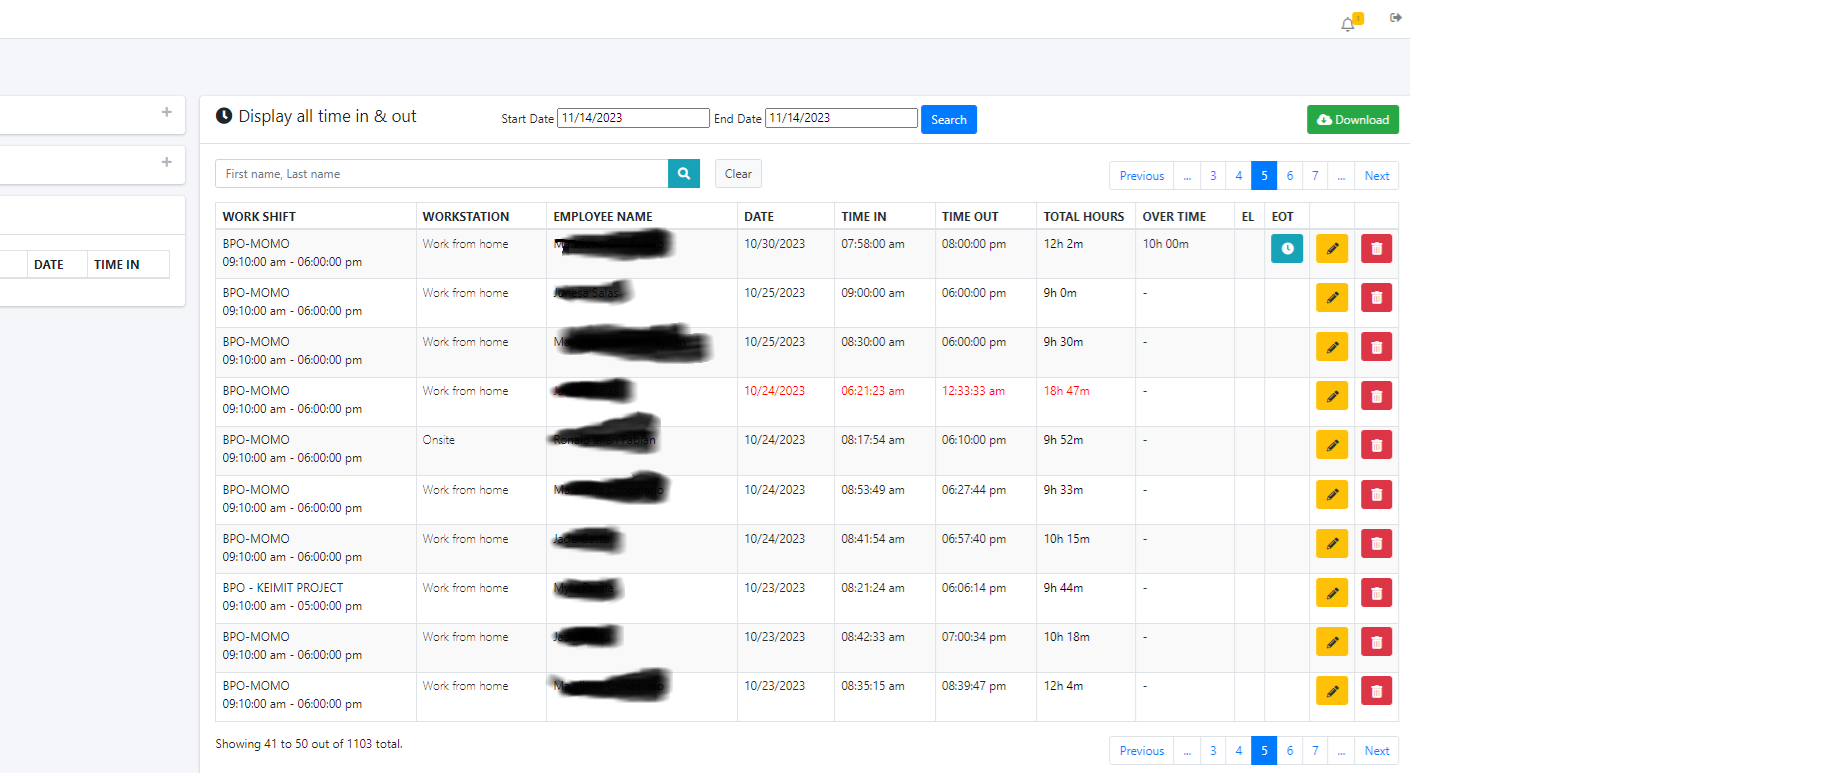 Display all time in & out
Start Date 11/14/2023 End Date 11/14/2023 Search
Download
First name, Last name
Clear
Previous ... 3 4 5 6 7 ... Next
DATE TIME IN
WORK SHIFT WORKSTATION EMPLOYEE NAME DATE TIME IN TIME OUT TOTAL HOURS OVER TIME EL EOT
BPO-MOMO Work from home 10/30/2023 07:58:00 am 08:00:00 pm 12h 2m 10h 00m
09:10:00 am - 06:00:00 pm
BPO-MOMO Work from home 10/25/2023 09:00:00 am 06:00:00 pm 9h 0m -
09:10:00 am - 06:00:00 pm
BPO-MOMO Work from home 10/25/2023 08:30:00 am 06:00:00 pm 9h 30m -
09:10:00 am - 06:00:00 pm
BPO-MOMO Work from home 10/24/2023 06:21:23 am 12:33:33 am 18h 47m -
09:10:00 am - 06:00:00 pm
BPO-MOMO Onsite 10/24/2023 08:17:54 am 06:10:00 pm 9h 52m -
09:10:00 am - 06:00:00 pm
BPO-MOMO Work from home 10/24/2023 08:53:49 am 06:27:44 pm 9h 33m -
09:10:00 am - 06:00:00 pm
BPO-MOMO Work from home 10/24/2023 08:41:54 am 06:57:40 pm 10h 15m -
09:10:00 am - 06:00:00 pm
BPO - KEIMIT PROJECT Work from home 10/23/2023 08:21:24 am 06:06:14 pm 9h 44m -
09:10:00 am - 05:00:00 pm
BPO-MOMO Work from home 10/23/2023 08:42:33 am 07:00:34 pm 10h 18m -
09:10:00 am - 06:00:00 pm
BPO-MOMO Work from home 10/23/2023 08:35:15 am 08:39:47 pm 12h 4m -
09:10:00 am - 06:00:00 pm
Showing 41 to 50 out of 1103 total.
Previous ... 3 4 5 6 7 ... Next